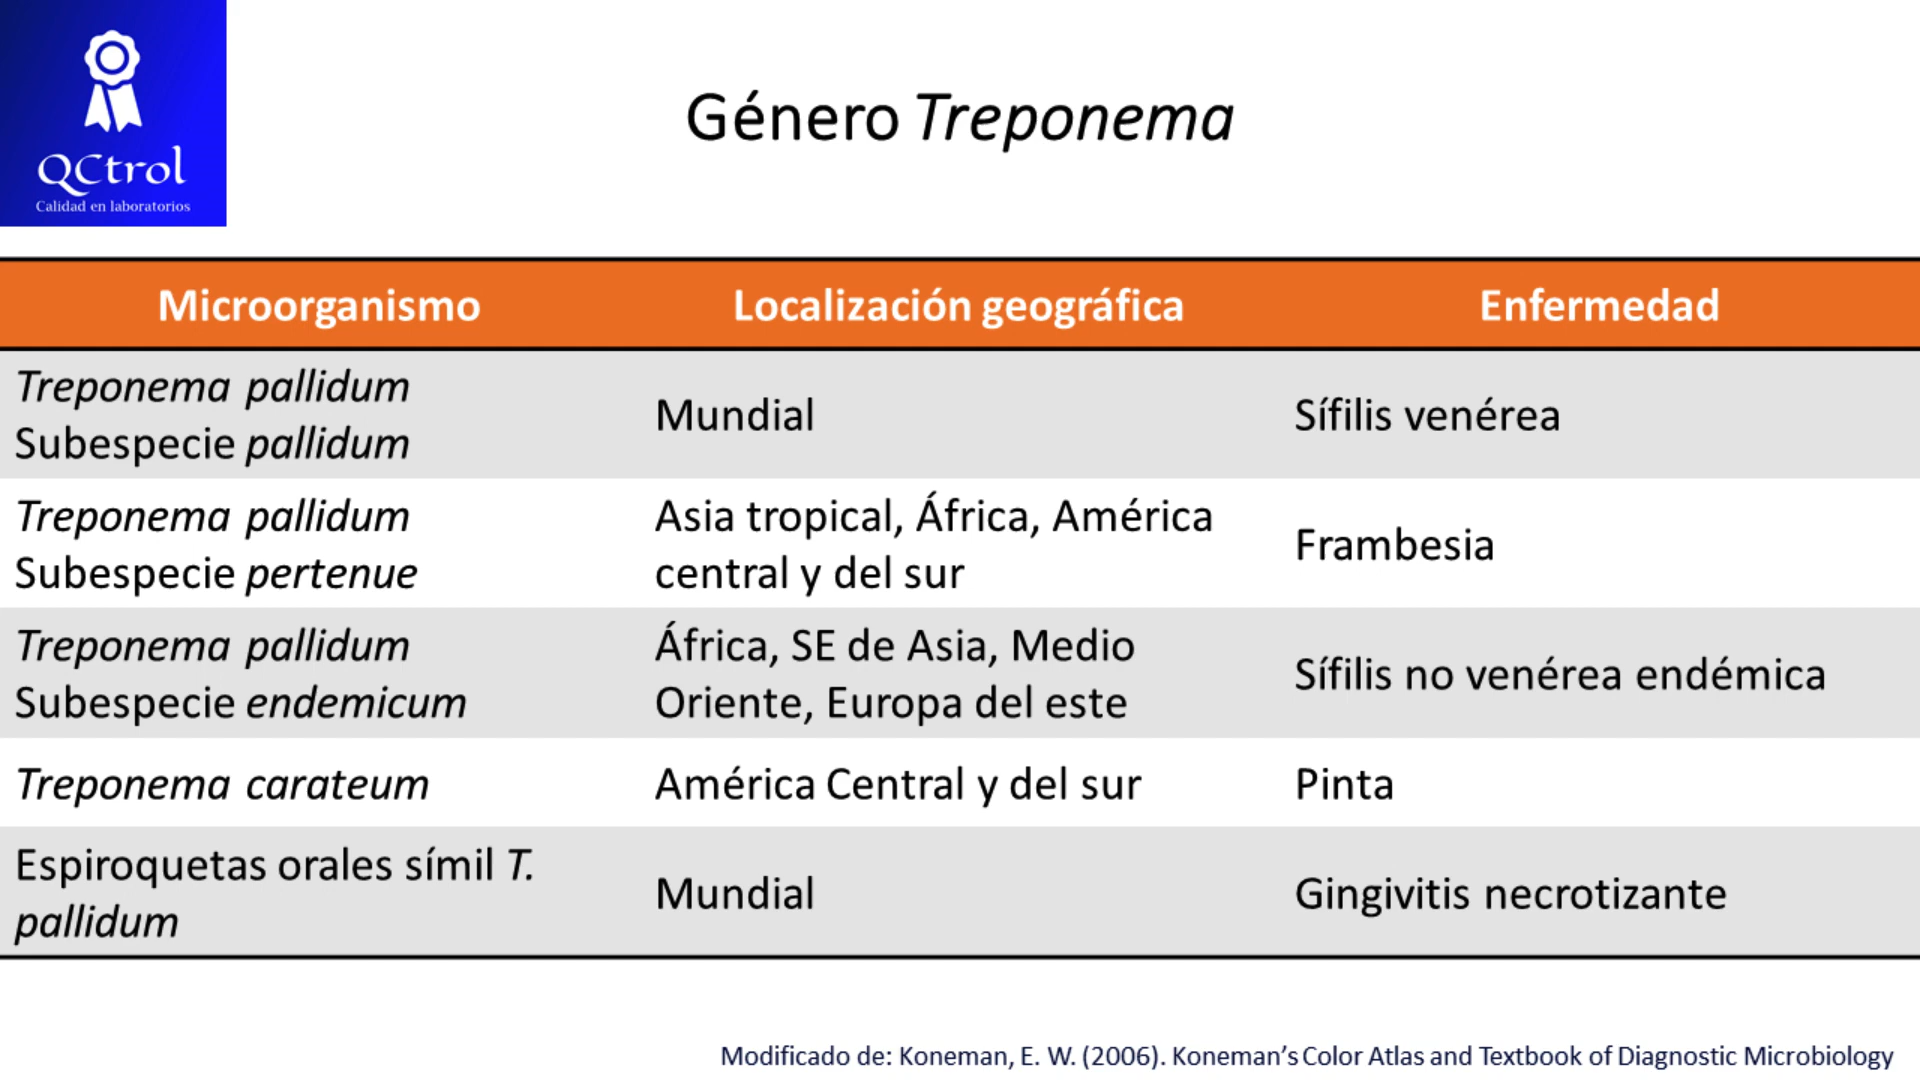 QCtrol
Calidad en laboratorios
Género Treponema
Microorganismo
Localización geográfica
Enfermedad
Treponema pallidum
Subespecie pallidum
Mundial
Sífilis venérea
Treponema pallidum
Subespecie pertenue
Asia tropical, África, América
central y del sur
Frambesia
Treponema pallidum
Subespecie endemicum
África, SE de Asia, Medio
Oriente, Europa del este
Sífilis no venérea endémica
Treponema carateum
América Central y del sur
Pinta
Espiroquetas orales símil T.
pallidum
Mundial
Gingivitis necrotizante
Modificado de: Koneman, E. W. (2006). Koneman’s Color Atlas and Textbook of Diagnostic Microbiology